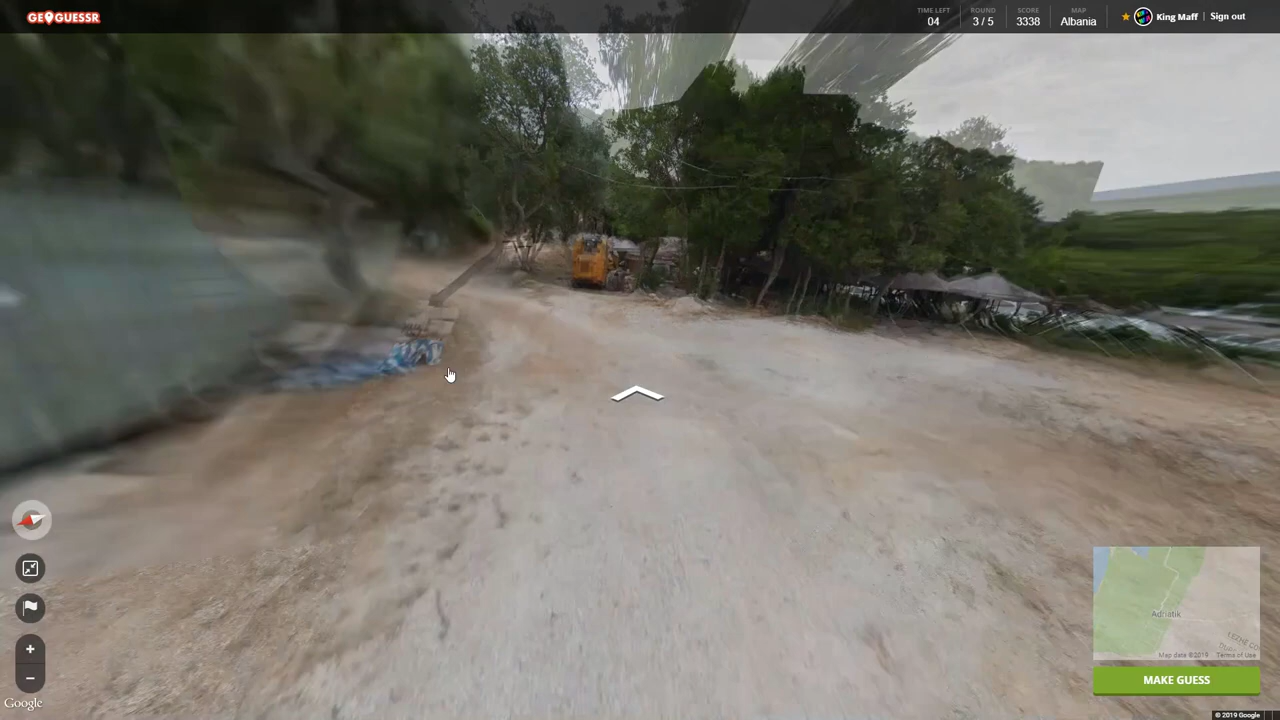 GEOGUESSR
TIME LEFT
04
ROUND
3 / 5
SCORE
3338
MAP
Albania
King Maff
Sign out
Adriatik
Map data ©2019
Terms of Use
MAKE GUESS
Google
© 2019 Google